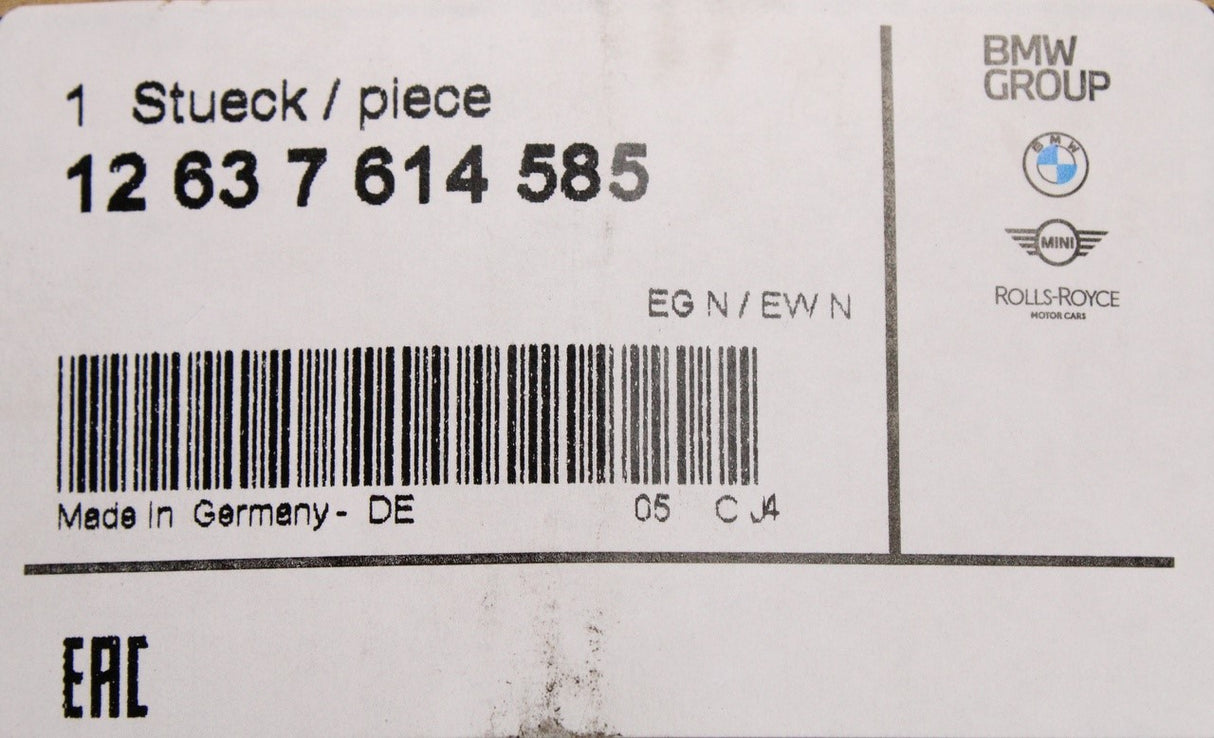 1 Stueck / piece
12 63 7 614 585
EG N / EW N
Made in Germany - DE 05 C J4
EAC
BMW
GROUP
BMW
MINI
ROLLS-ROYCE
MOTOR CARS